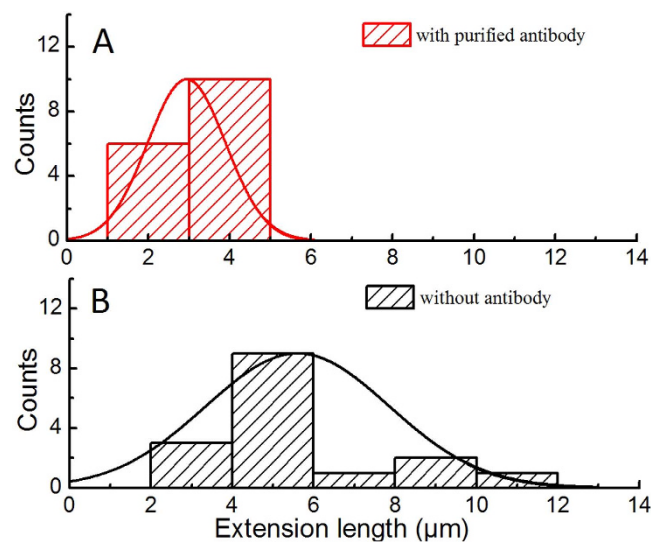 A
with purified antibody
Counts
12
8
4
0
0 2 4 6 8 10 12 14
B
without antibody
Counts
12
8
4
0
0 2 4 6 8 10 12 14
Extension length (μm)